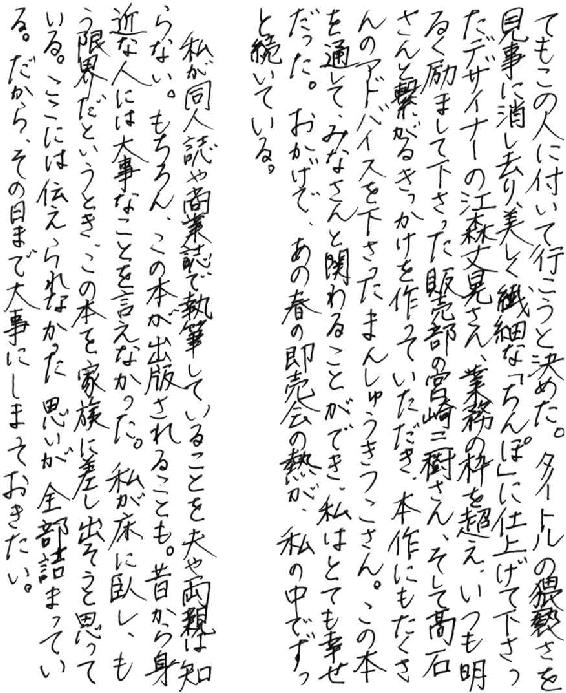 てもこの人に付いて行こうと決めた。タイトルの猥褻さを
見事に消し去り、美しく繊細な「ちんぽ」に仕上げて下さっ
たデザイナーの江森丈晃さん、業務の枠を超え、いつも明
るく励まして下さった販売部の宮崎三樹さん、そして高石
さんと繋がるきっかけを作っていただき、本作にもたくさ
んのアドバイスを下さったまんしゅうきつこさん。この本
を通して、みなさんと関わることができ、私はとても幸せ
だった。おかげで、あの春の即売会の熱が、私の中でずっ
と続いている。
私が同人誌や商業誌で執筆していることを夫や両親は知
らない。もちろん、この本が出版されることも。昔から身
近な人には大事なことを言えなかった。私が床に臥し、も
う限界だというとき、この本を家族に差し出そうと思って
いる。ここには伝えられなかった思いが全部詰まってい
る。だから、その日まで大事にしまっておきたい。